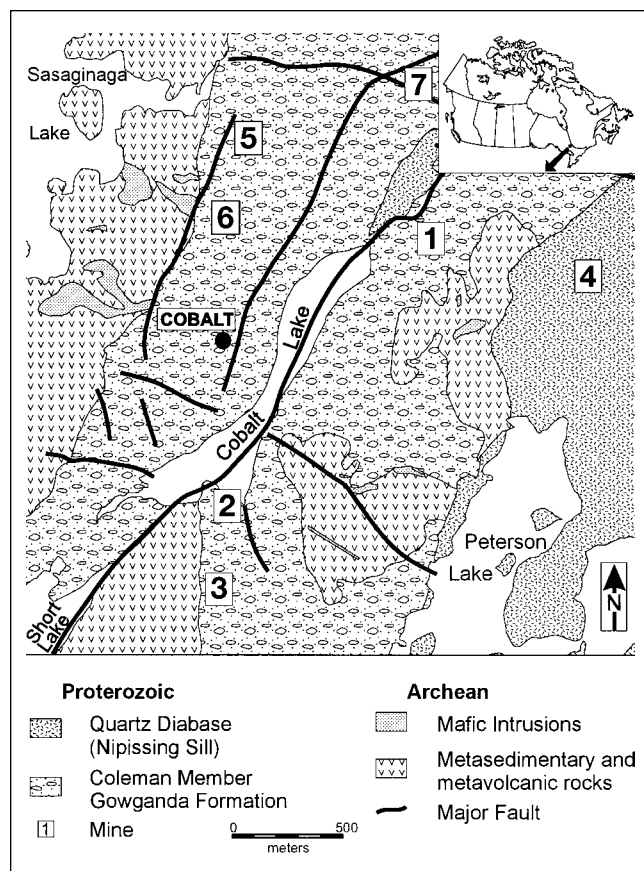 Sasaginaga
Lake
7
5
6
1
4
COBALT
Lake
Cobalt
2
3
Peterson
Lake
Short
Lake
N
Proterozoic
Quartz Diabase
(Nipissing Sill)
Coleman Member
Gowganda Formation
1 Mine
0 500
meters
Archean
Mafic Intrusions
Metasedimentary and
metavolcanic rocks
Major Fault